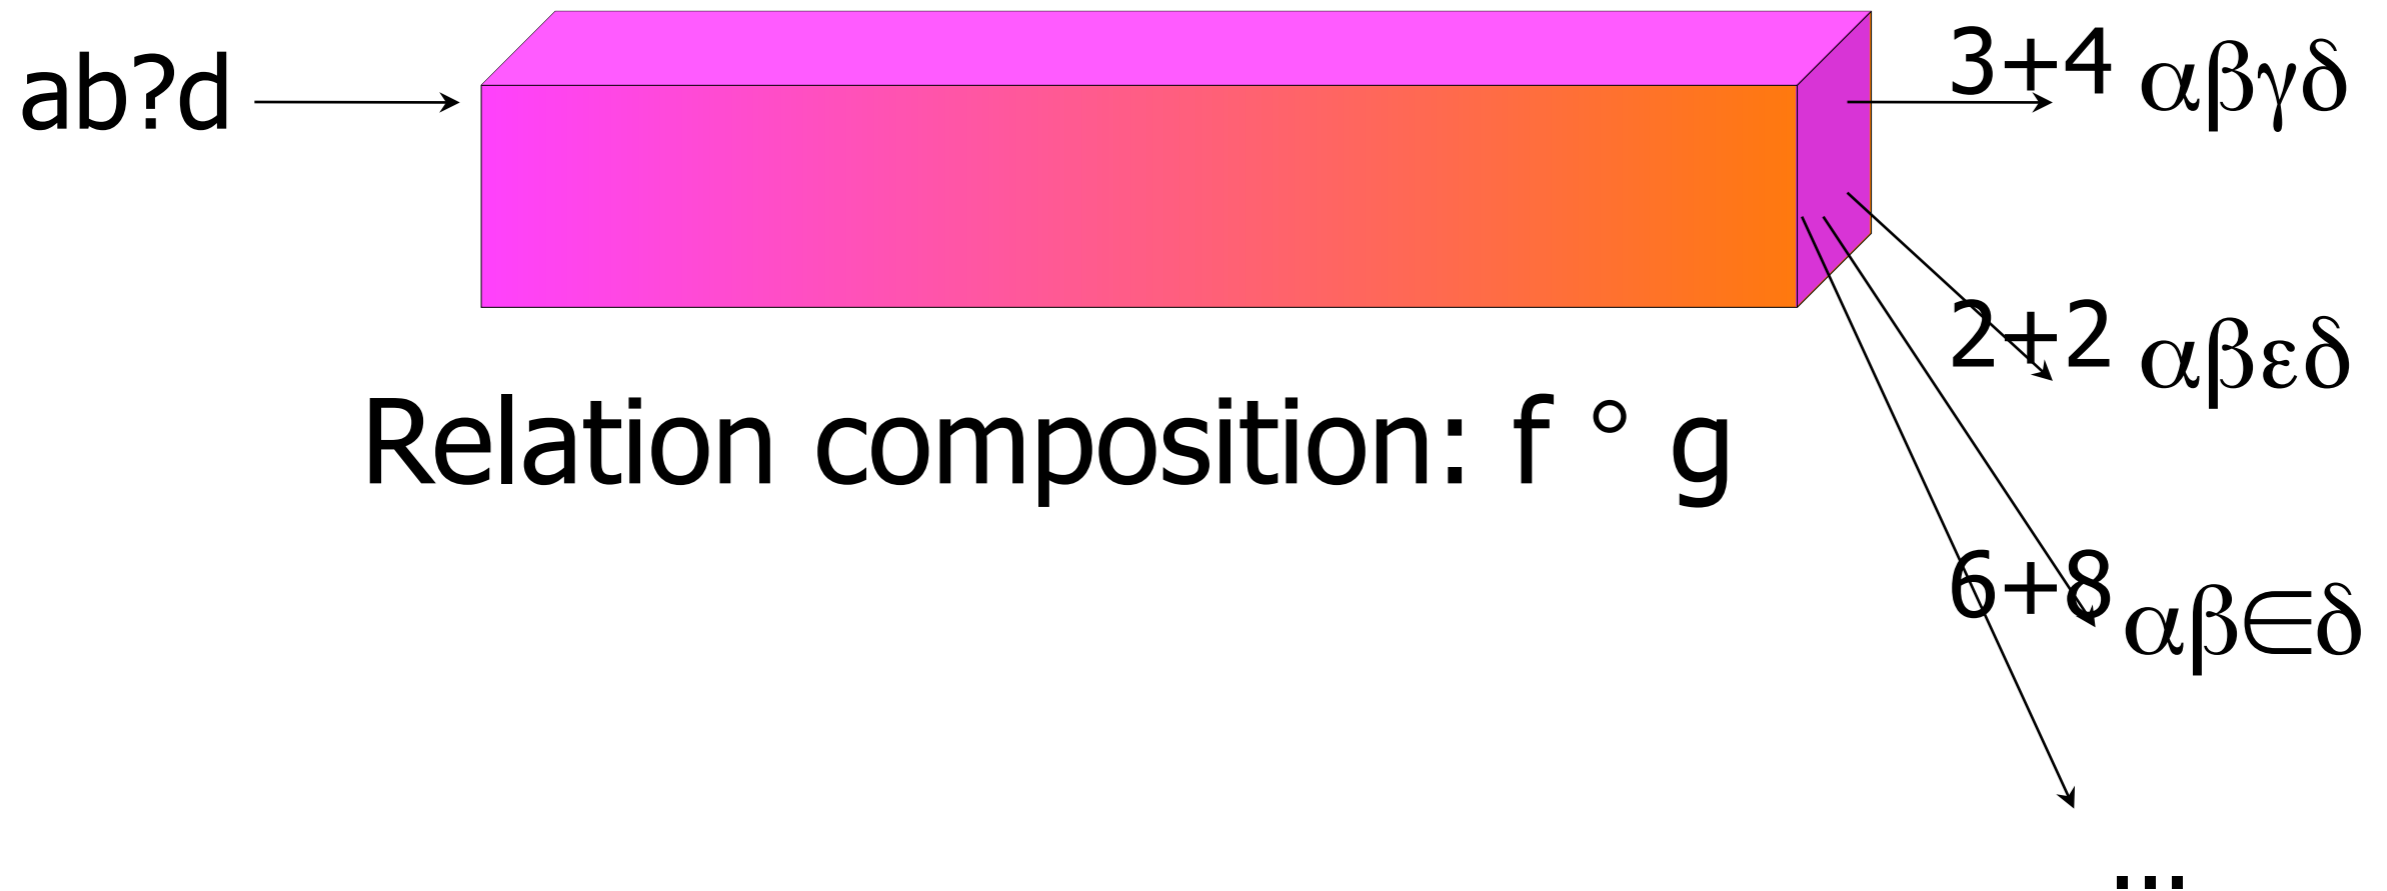 ab?d
3+4 αβγδ
2+2 αβεδ
Relation composition: f ° g
6+8 αβ∈δ
...